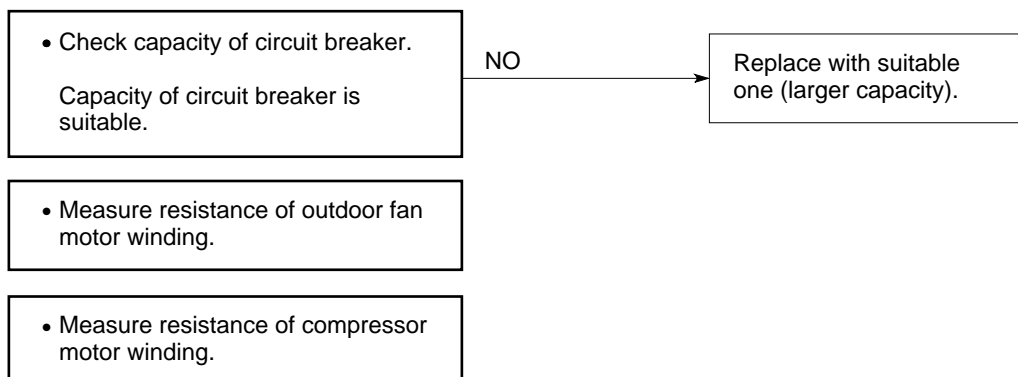 • Check capacity of circuit breaker.
Capacity of circuit breaker is
suitable.
NO
Replace with suitable
one (larger capacity).
• Measure resistance of outdoor fan
motor winding.
• Measure resistance of compressor
motor winding.